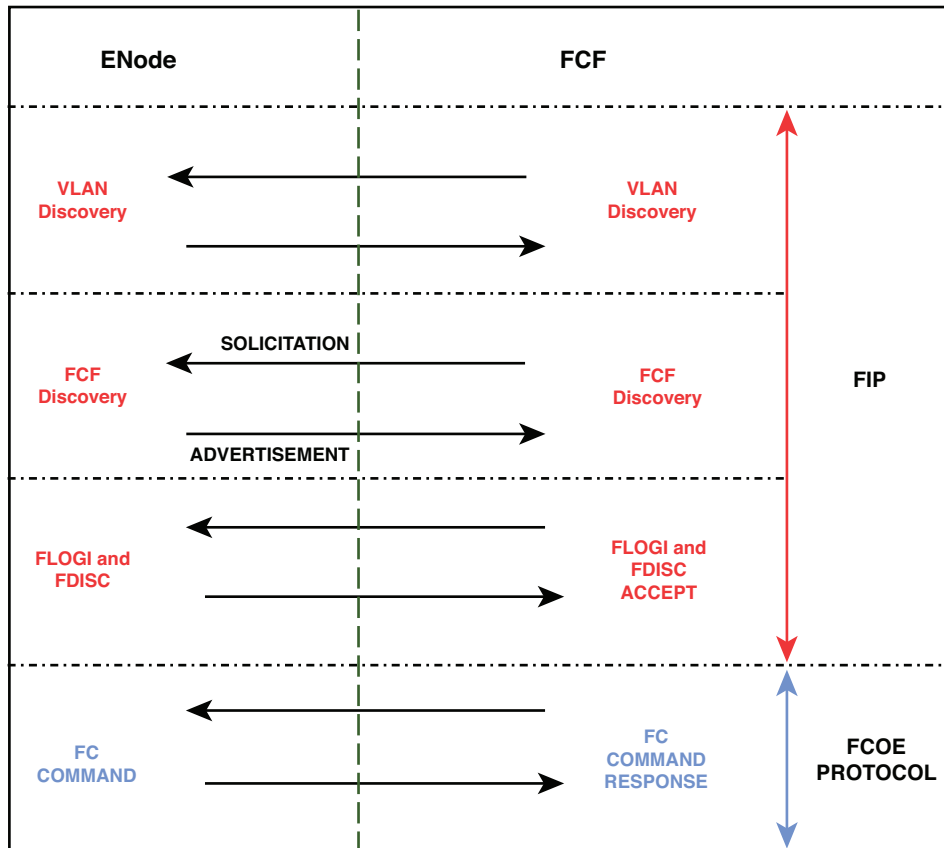 ENode
FCF
VLAN
Discovery
VLAN
Discovery
SOLICITATION
FCF
Discovery
FCF
Discovery
FIP
ADVERTISEMENT
FLOGI and
FDISC
FLOGI and
FDISC
ACCEPT
FC
COMMAND
FC
COMMAND
RESPONSE
FCOE
PROTOCOL